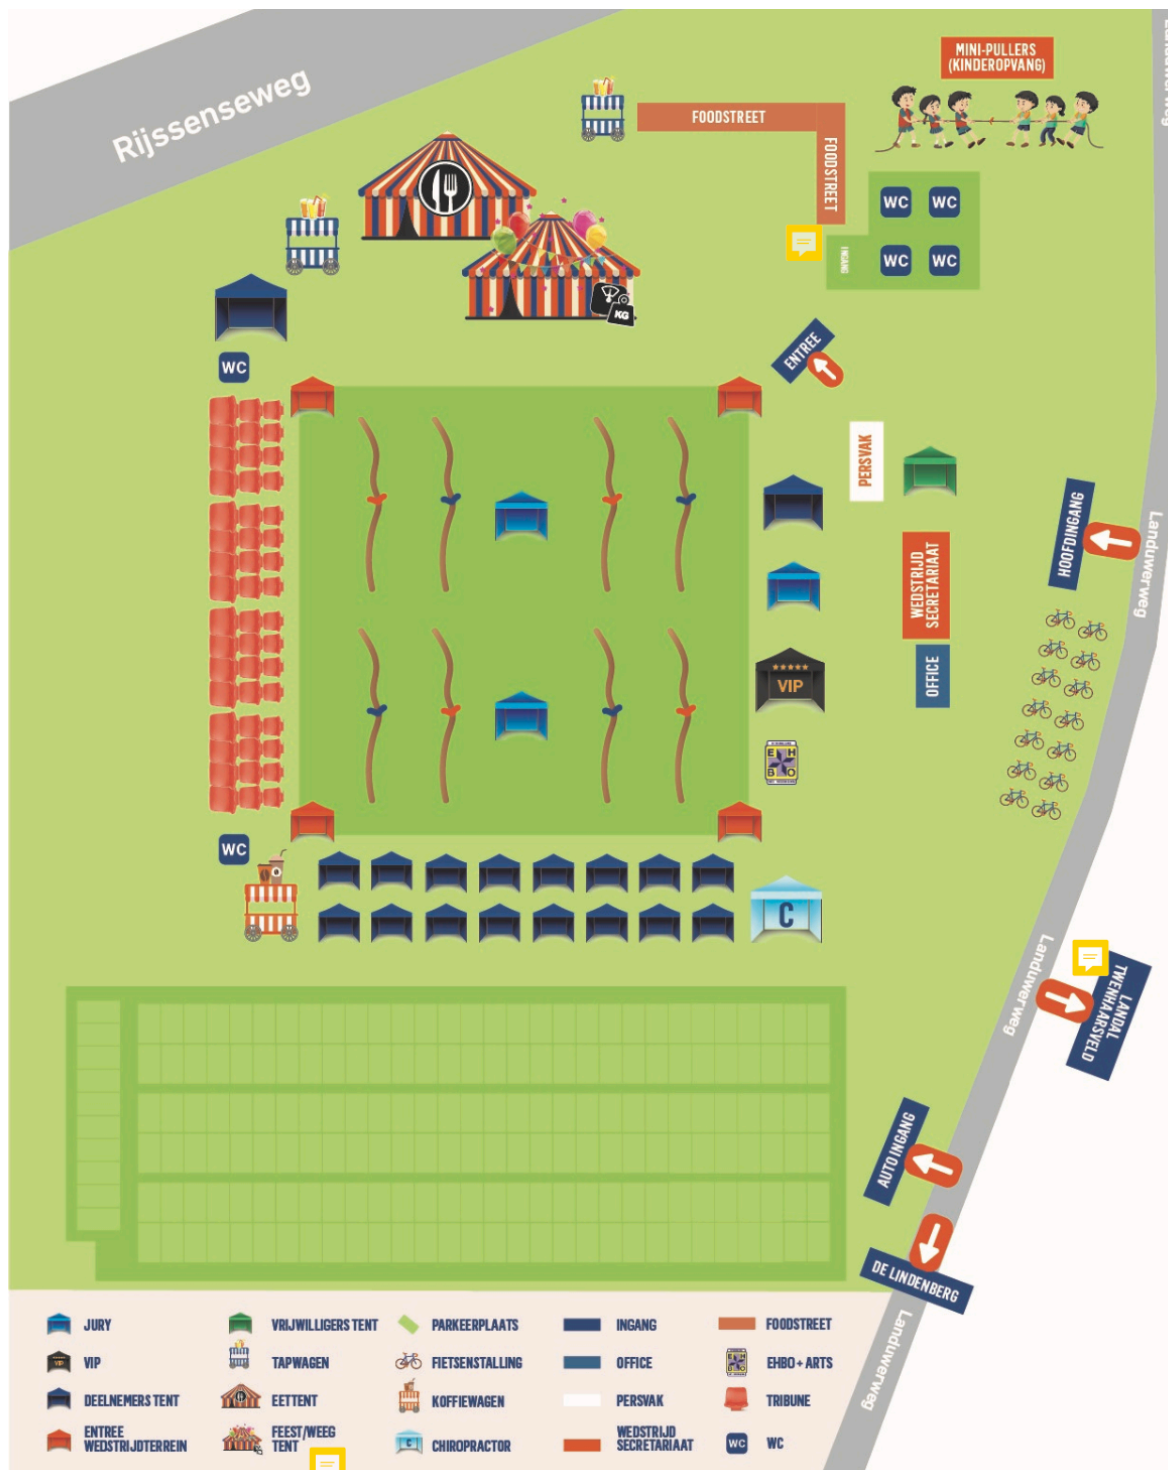 MINI-PULLERS
(KINDEROPVANG)
Rijssenseweg
FOODSTREET
FOODSTREET
WC
WC
INGANG
WC
WC
KG
ENTREE
WC
PERSVAK
HOOFDINGANG
Landuwerweg
WEDSTRIJD
SECRETARIAAT
OFFICE
VIP
EHBO
WC
C
Landuwerweg
LANDAL
TWENHAARSVELD
AUTO INGANG
DE LINDENBERG
Landuwerweg
JURY
VRIJWILLIGERS TENT
PARKEERPLAATS
INGANG
FOODSTREET
VIP
VIP
TAPWAGEN
FIETSENSTALLING
OFFICE
EHBO + ARTS
DEELNEMERS TENT
EETTENT
KOFFIEWAGEN
PERSVAK
TRIBUNE
ENTREE
WEDSTRIJDTERREIN
FEEST/WEEG
TENT
C
CHIROPRACTOR
WEDSTRIJD
SECRETARIAAT
WC
WC